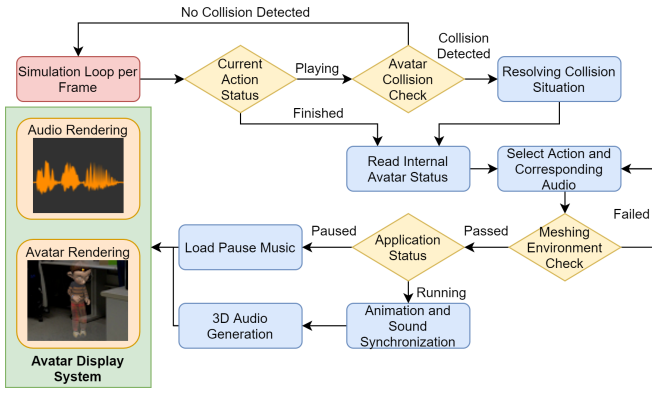 No Collision Detected
Simulation Loop per
Frame
Current
Action
Status
Playing
Avatar
Collision
Check
Collision
Detected
Resolving Collision
Situation
Finished
Read Internal
Avatar Status
Select Action and
Corresponding
Audio
Failed
Meshing
Environment
Check
Passed
Application
Status
Paused
Load Pause Music
Running
Animation and
Sound
Synchronization
3D Audio
Generation
Audio Rendering
Avatar Rendering
Avatar Display
System